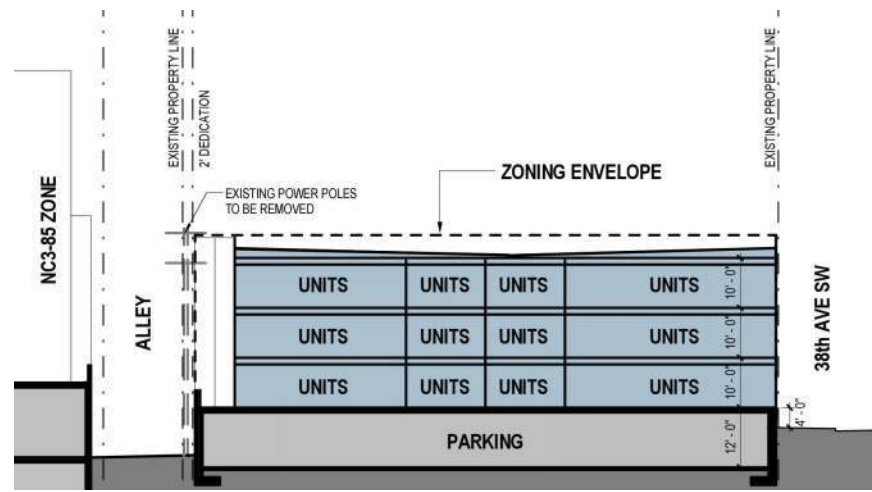 EXISTING PROPERTY LINE
2' DEDICATION
EXISTING PROPERTY LINE
NC3-85 ZONE
ZONING ENVELOPE
EXISTING POWER POLES
TO BE REMOVED
ALLEY
UNITS UNITS UNITS UNITS
10' - 0"
UNITS UNITS UNITS UNITS
10' - 0"
UNITS UNITS UNITS UNITS
10' - 0"
38th AVE SW
4' - 0"
PARKING
12' - 0"